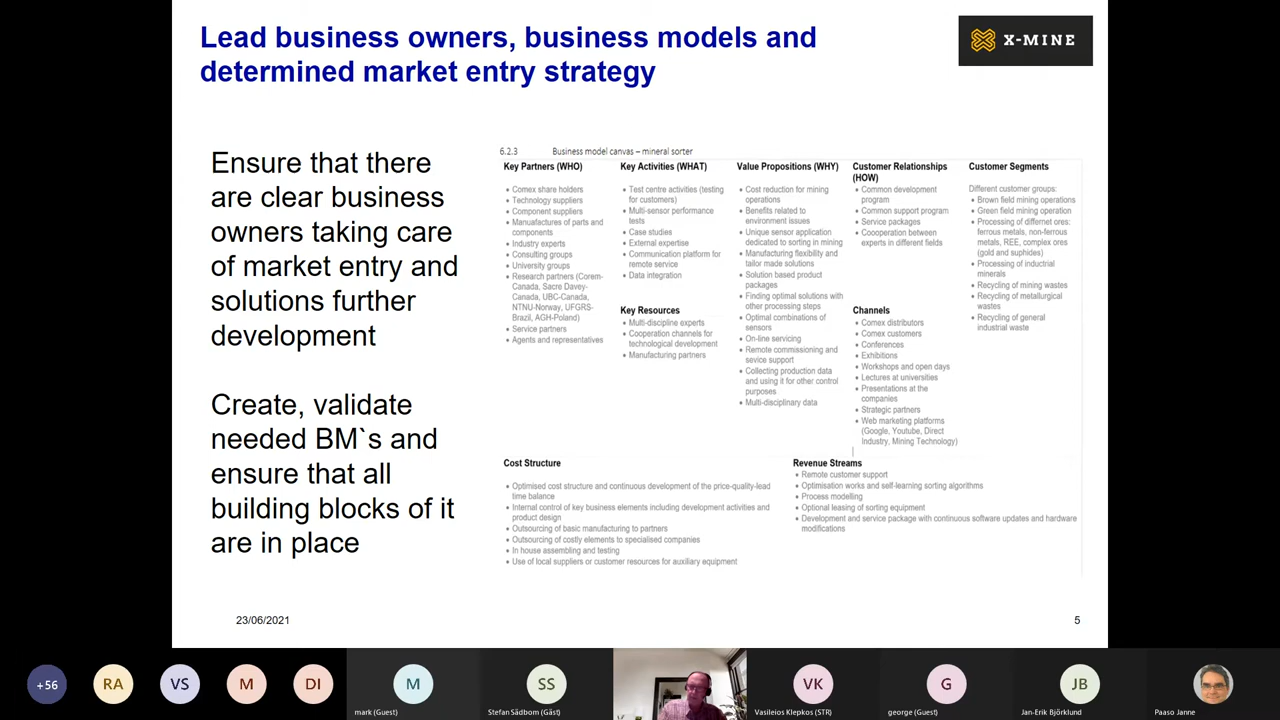 Lead business owners, business models and
determined market entry strategy
X-MINE
Ensure that there
are clear business
owners taking care
of market entry and
solutions further
development
Create, validate
needed BM`s and
ensure that all
building blocks of it
are in place
6.2.3 Business model canvas – mineral sorter
Key Partners (WHO)
• Comex share holders
• Technology suppliers
• Component suppliers
• Manufactures of parts and
components
• Industry experts
• Consulting groups
• University groups
• Research partners (Corem-
Canada, Sacre Davey-
Canada, UBC-Canada,
NTNU-Norway, UFGRS-
Brazil, AGH-Poland)
• Service partners
• Agents and representatives
Key Activities (WHAT)
• Test centre activities (testing
for customers)
• Multi-sensor performance
tests
• Case studies
• External expertise
• Communication platform for
remote service
• Data integration
Key Resources
• Multi-discipline experts
• Cooperation channels for
technological development
• Manufacturing partners
Value Propositions (WHY)
• Cost reduction for mining
operations
• Benefits related to
environment issues
• Unique sensor application
dedicated to sorting in mining
• Manufacturing flexibility and
tailor made solutions
• Solution based product
packages
• Finding optimal solutions with
other processing steps
• Optimal combinations of
sensors
• On-line servicing
• Remote commissioning and
sevice support
• Collecting production data
and using it for other control
purposes
• Multi-disciplinary data
Customer Relationships
(HOW)
• Common development
program
• Common support program
• Service packages
• Coooperation between
experts in different fields
Channels
• Comex distributors
• Comex customers
• Conferences
• Exhibitions
• Workshops and open days
• Lectures at universities
• Presentations at the
companies
• Strategic partners
• Web marketing platforms
(Google, Youtube, Direct
Industry, Mining Technology)
Customer Segments
Different customer groups:
• Brown field mining operations
• Green field mining operation
• Processing of differnet ores:
ferrous metals, non-ferrous
metals, REE, complex ores
(gold and suphides)
• Processing of industrial
minerals
• Recycling of mining wastes
• Recycling of metallurgical
wastes
• Recycling of general
industrial waste
Cost Structure
• Optimised cost structure and continuous development of the price-quality-lead
time balance
• Internal control of key business elements including development activities and
product design
• Outsourcing of basic manufacturing to partners
• Outsourcing of costly elements to specialised companies
• In house assembling and testing
• Use of local suppliers or customer resources for auxiliary equipment
Revenue Streams
• Remote customer support
• Optimisation works and self-learning sorting algorithms
• Process modelling
• Optional leasing of sorting equipment
• Development and service package with continuous software updates and hardware
modifications
23/06/2021
5
+56
RA
VS
M
DI
M
mark (Guest)
SS
Stefan Sädbom (Gäst)
VK
Vasileios Klepkos (STR)
G
george (Guest)
JB
Jan-Erik Björklund
Paaso Janne